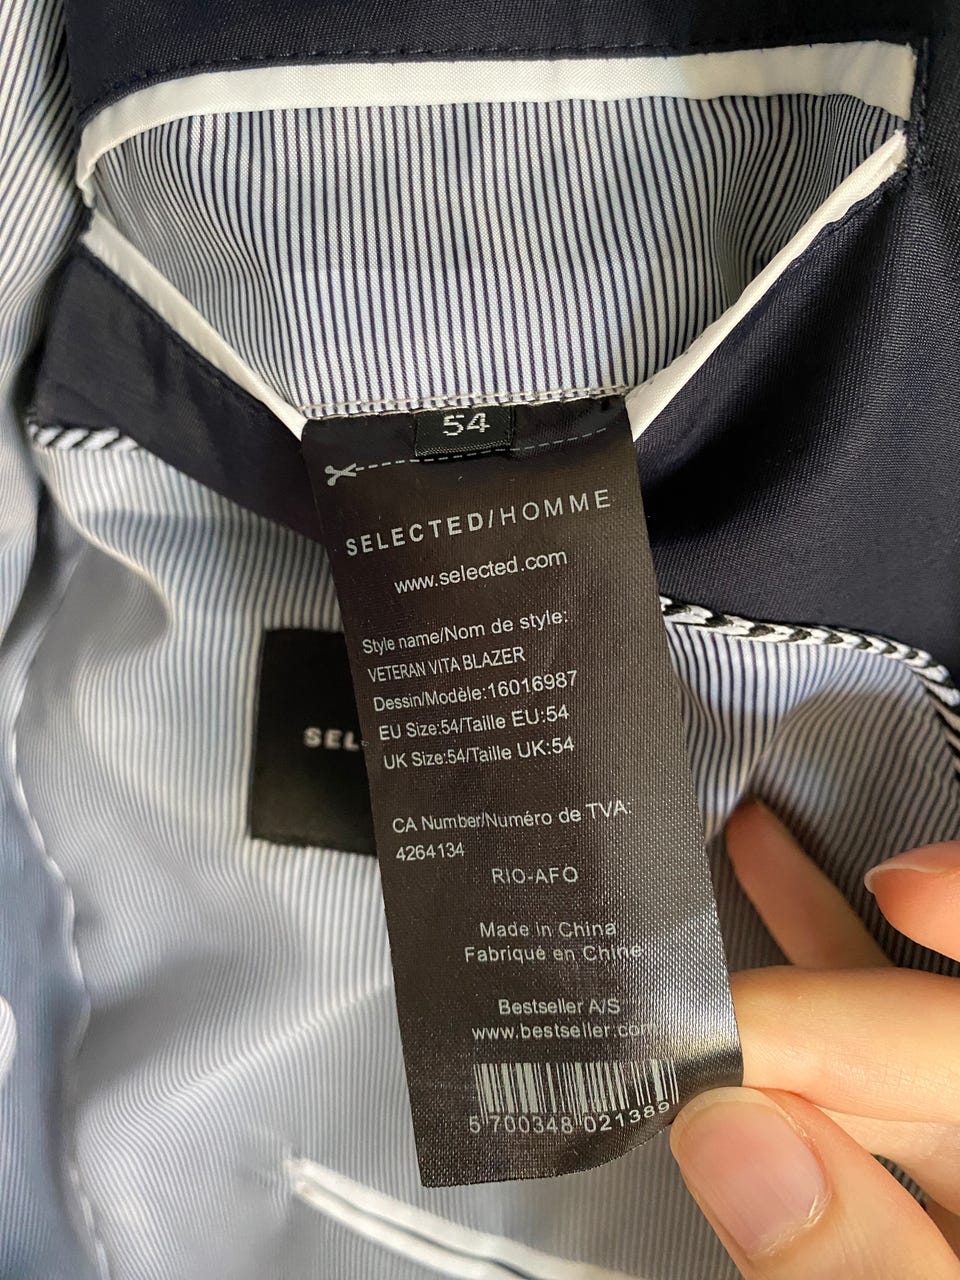 54
SELECTED/HOMME
www.selected.com
Style name/Nom de style:
VETERAN VITA BLAZER
Dessin/Modèle:16016987
EU Size:54/Taille EU:54
UK Size:54/Taille UK:54
CA Number/Numéro de TVA:
4264134
RIO-AFO
Made in China
Fabriqué en Chine
Bestseller A/S
www.bestseller.com
5 700348 021389
SEL